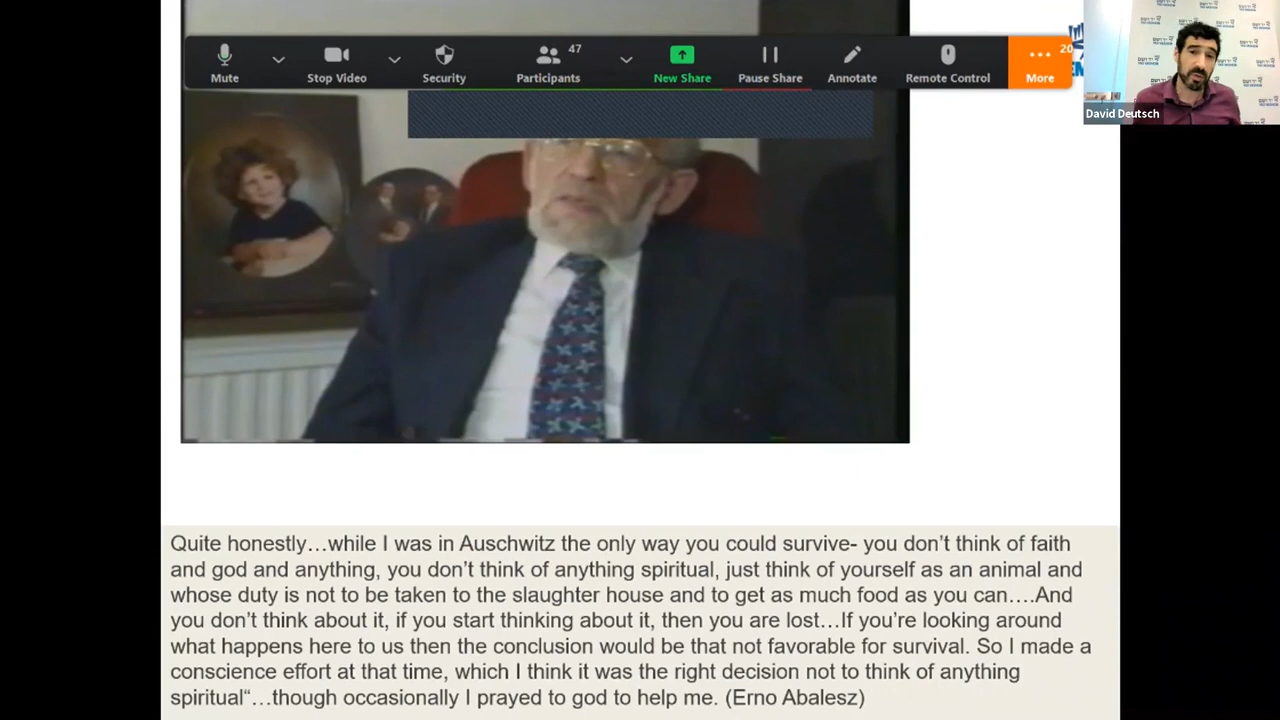 47
20
Mute
Stop Video
Security
Participants
New Share
Pause Share
Annotate
Remote Control
More
David Deutsch
Quite honestly…while I was in Auschwitz the only way you could survive- you don’t think of faith
and god and anything, you don’t think of anything spiritual, just think of yourself as an animal and
whose duty is not to be taken to the slaughter house and to get as much food as you can….And
you don’t think about it, if you start thinking about it, then you are lost…If you’re looking around
what happens here to us then the conclusion would be that not favorable for survival. So I made a
conscience effort at that time, which I think it was the right decision not to think of anything
spiritual“…though occasionally I prayed to god to help me. (Erno Abalesz)